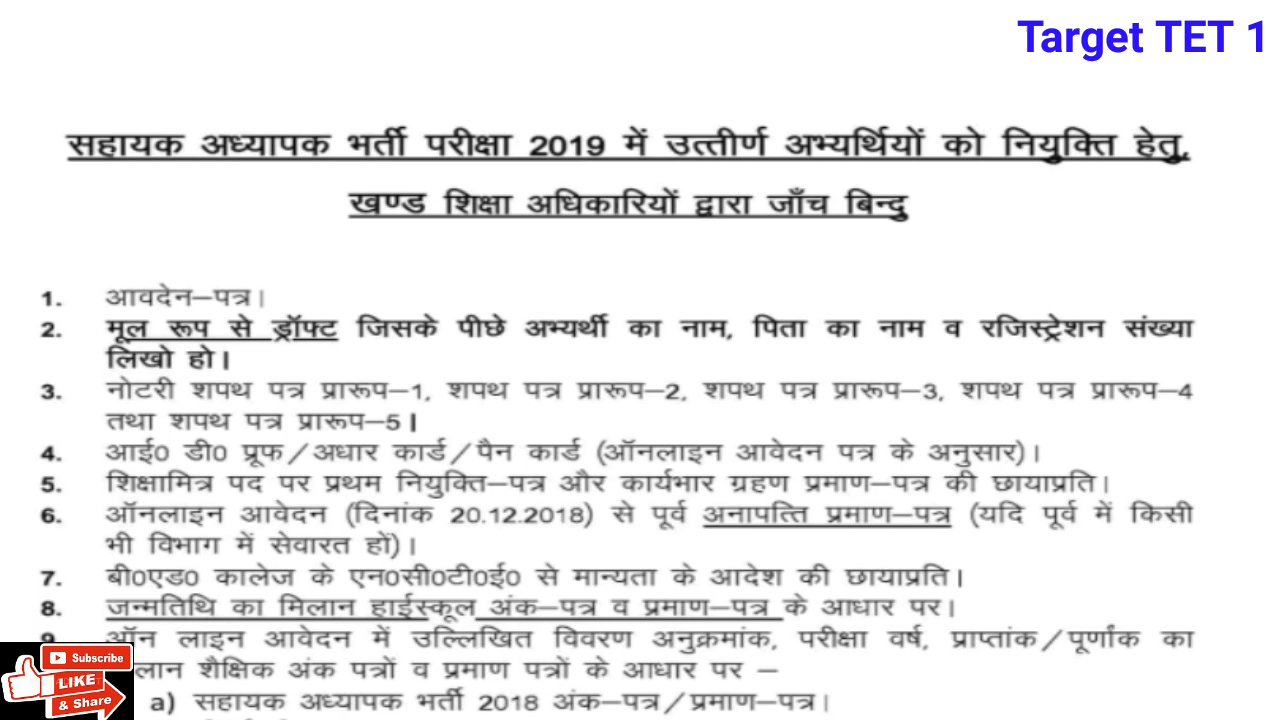 Target TET 1
सहायक अध्यापक भर्ती परीक्षा 2019 में उत्तीर्ण अभ्यर्थियों को नियुक्ति हेतु,
खण्ड शिक्षा अधिकारियों द्वारा जाँच बिन्दु
1. आवदेन–पत्र।
2. मूल रूप से ड्रॉफ्ट जिसके पीछे अभ्यर्थी का नाम, पिता का नाम व रजिस्ट्रेशन संख्या
लिखो हो।
3. नोटरी शपथ पत्र प्रारूप–1, शपथ पत्र प्रारूप–2, शपथ पत्र प्रारूप–3, शपथ पत्र प्रारूप–4
तथा शपथ पत्र प्रारूप–5।
4. आई0 डी0 प्रूफ/अधार कार्ड/पैन कार्ड (ऑनलाइन आवेदन पत्र के अनुसार)।
5. शिक्षामित्र पद पर प्रथम नियुक्ति–पत्र और कार्यभार ग्रहण प्रमाण–पत्र की छायाप्रति।
6. ऑनलाइन आवेदन (दिनांक 20.12.2018) से पूर्व अनापत्ति प्रमाण–पत्र (यदि पूर्व में किसी
भी विभाग में सेवारत हों)।
7. बी0एड0 कालेज के एन0सी0टी0ई0 से मान्यता के आदेश की छायाप्रति।
8. जन्मतिथि का मिलान हाईस्कूल अंक–पत्र व प्रमाण–पत्र के आधार पर।
9. ऑन लाइन आवेदन में उल्लिखित विवरण अनुक्रमांक, परीक्षा वर्ष, प्राप्तांक/पूर्णांक का
शैक्षिक अंक पत्रों व प्रमाण पत्रों के आधार पर –
a) सहायक अध्यापक भर्ती 2018 अंक–पत्र/प्रमाण–पत्र।
Subscribe
LIKE
& Share